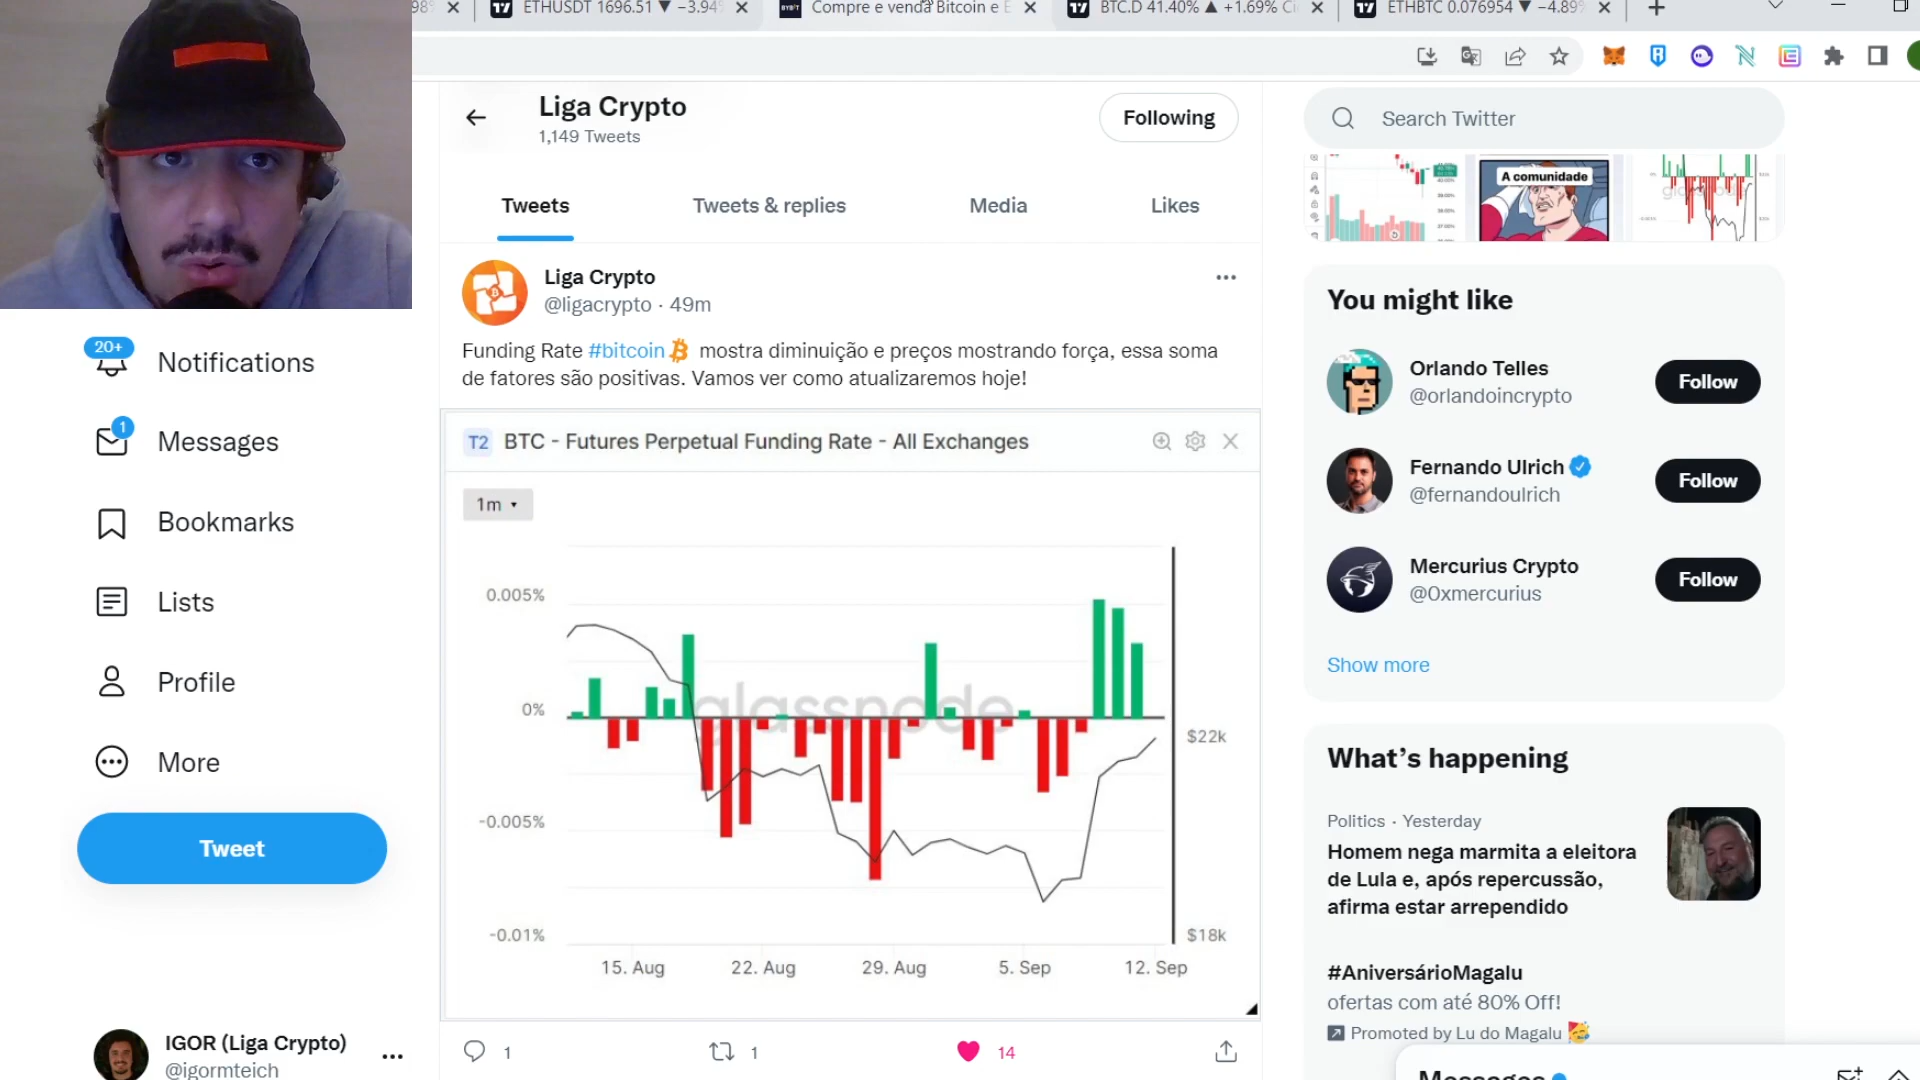 98%
ETHUSDT 1696.51 ▼ −3.94%
Compre e venda Bitcoin e E
BTC.D 41.40% ▲ +1.69% Ci
ETHBTC 0.076954 ▼ −4.89%
Liga Crypto
1,149 Tweets
Following
Search Twitter
Tweets
Tweets & replies
Media
Likes
A comunidade
Liga Crypto
@ligacrypto · 49m
Funding Rate #bitcoin mostra diminuição e preços mostrando força, essa soma
de fatores são positivas. Vamos ver como atualizaremos hoje!
T2 BTC - Futures Perpetual Funding Rate - All Exchanges
1m
0.005%
0%
-0.005%
-0.01%
glassnode
$22k
$18k
15. Aug
22. Aug
29. Aug
5. Sep
12. Sep
1
1
14
20+
Notifications
1
Messages
Bookmarks
Lists
Profile
More
Tweet
IGOR (Liga Crypto)
@igormteich
You might like
Orlando Telles
@orlandoincrypto
Follow
Fernando Ulrich
@fernandoulrich
Follow
Mercurius Crypto
@0xmercurius
Follow
Show more
What's happening
Politics · Yesterday
Homem nega marmita a eleitora
de Lula e, após repercussão,
afirma estar arrependido
#AniversárioMagalu
ofertas com até 80% Off!
Promoted by Lu do Magalu
Messages